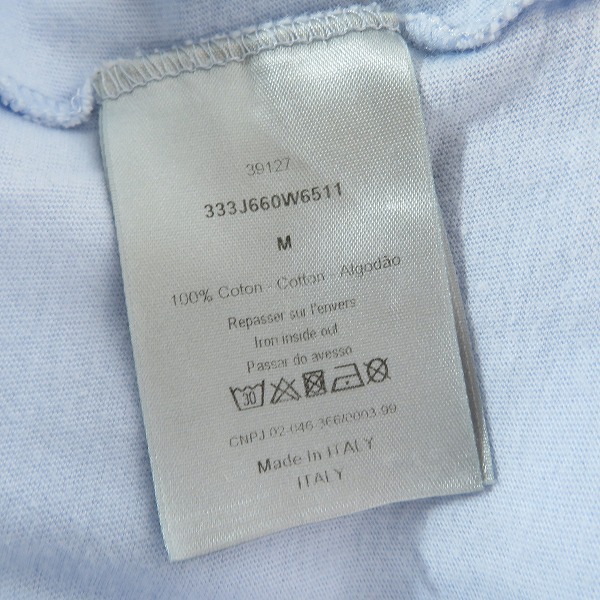 39127
333J660W6511
M
100% Coton - Cotton - Algodão
Repasser sur l'envers
Iron inside out
Passar do avesso
30
CNPJ 02-046-366/0003-99
Made In ITALY
ITALY